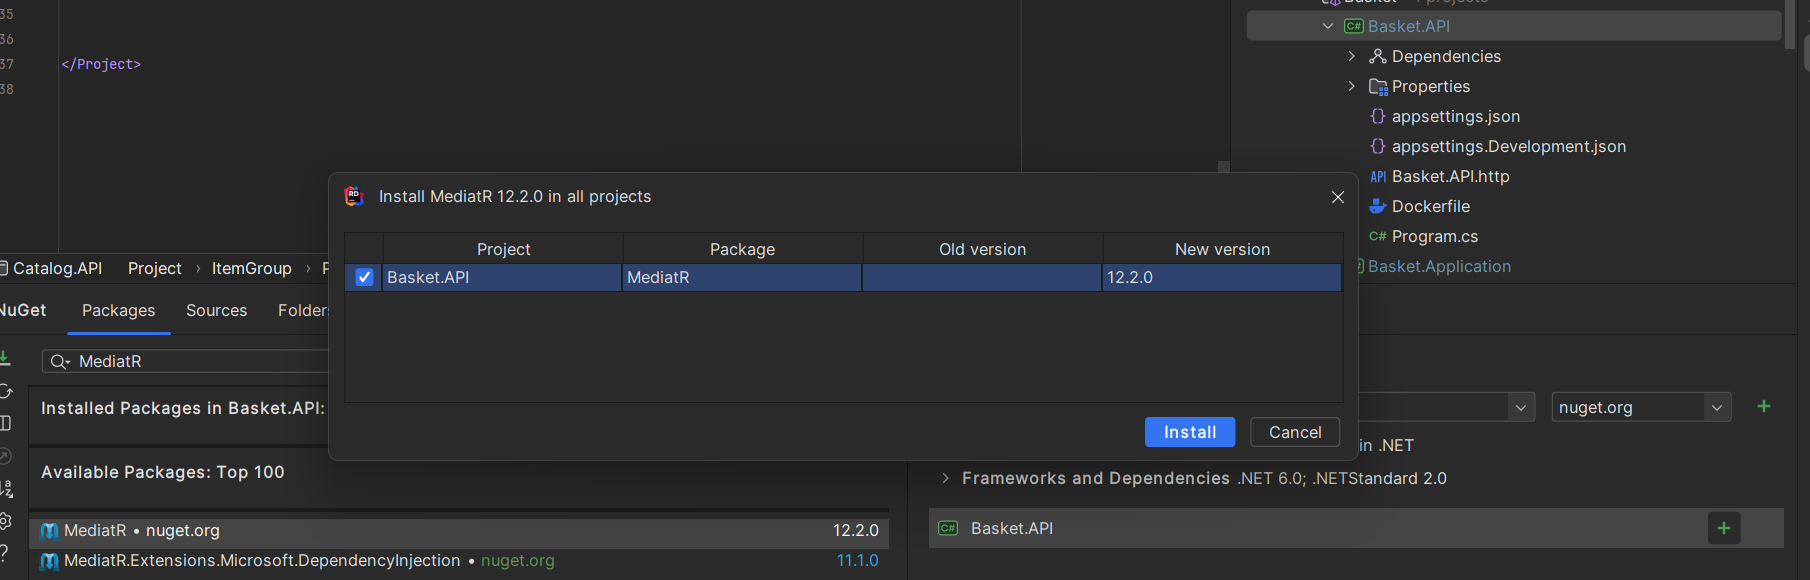 35
36
37 </Project>
38
Basket.API
Dependencies
Properties
appsettings.json
appsettings.Development.json
API Basket.API.http
Dockerfile
C# Program.cs
Basket.Application
C#
RD
Install MediatR 12.2.0 in all projects
Project Package Old version New version
Basket.API MediatR 12.2.0
Install Cancel
Catalog.API Project › ItemGroup ›
NuGet Packages Sources Folders
MediatR
Installed Packages in Basket.API:
Available Packages: Top 100
MediatR • nuget.org 12.2.0
MediatR.Extensions.Microsoft.DependencyInjection • nuget.org 11.1.0
nuget.org
in .NET
Frameworks and Dependencies .NET 6.0; .NETStandard 2.0
C# Basket.API